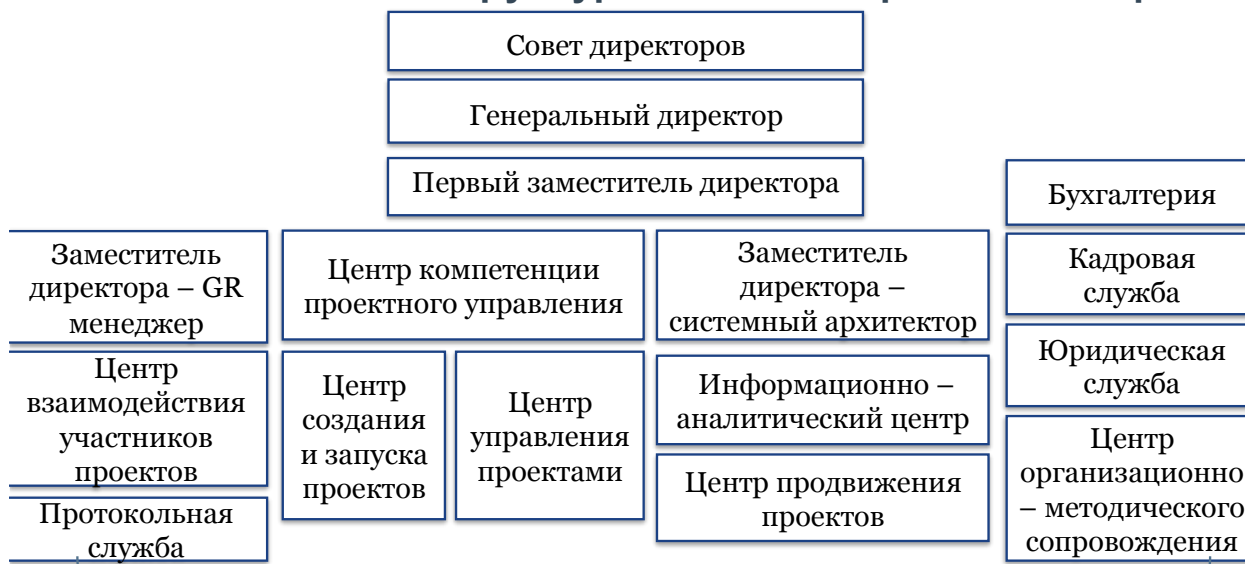 Совет директоров
Генеральный директор
Первый заместитель директора
Бухгалтерия
Заместитель
директора – GR
менеджер
Центр компетенции
проектного управления
Заместитель
директора –
системный архитектор
Кадровая
служба
Центр
взаимодействия
участников
проектов
Центр
создания
и запуска
проектов
Центр
управления
проектами
Информационно –
аналитический центр
Юридическая
служба
Протокольная
служба
Центр продвижения
проектов
Центр
организационно
– методического
сопровождения